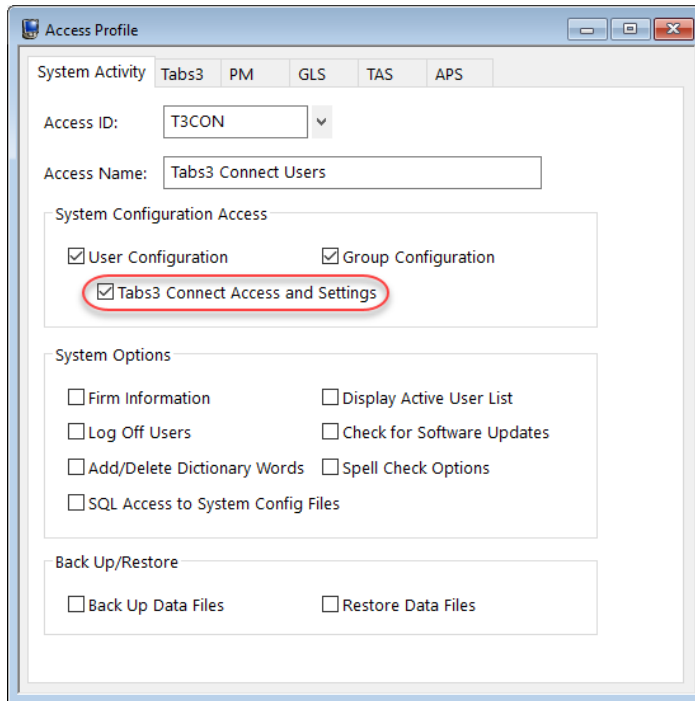 Access Profile
System Activity Tabs3 PM GLS TAS APS
Access ID: T3CON
Access Name: Tabs3 Connect Users
System Configuration Access
User Configuration Group Configuration
Tabs3 Connect Access and Settings
System Options
Firm Information Display Active User List
Log Off Users Check for Software Updates
Add/Delete Dictionary Words Spell Check Options
SQL Access to System Config Files
Back Up/Restore
Back Up Data Files Restore Data Files